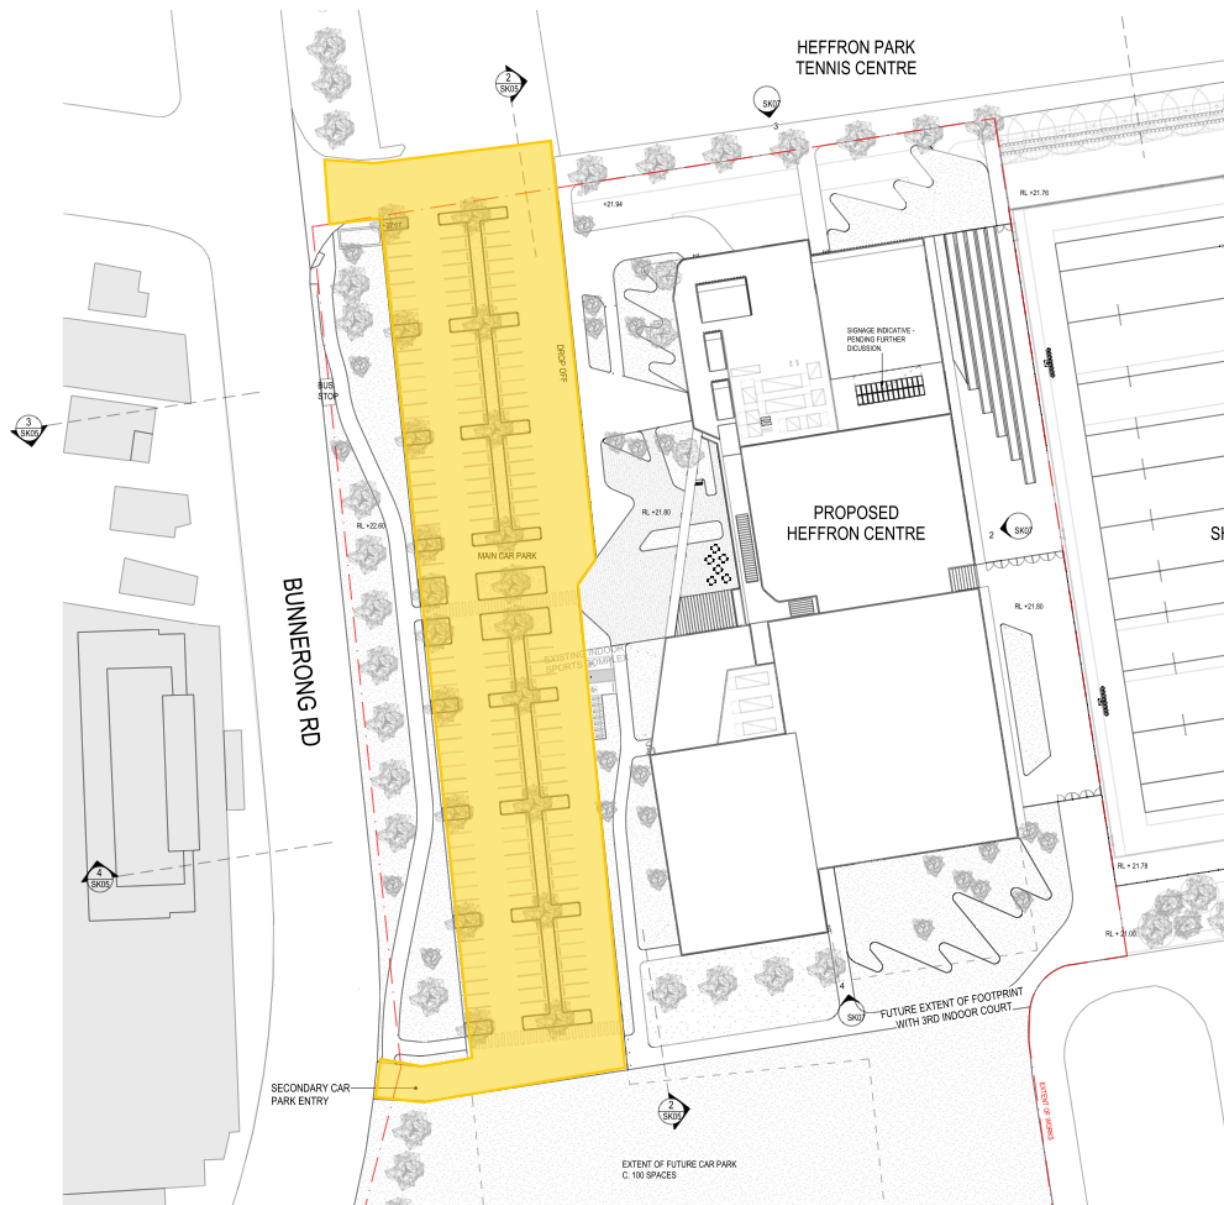 HEFFRON PARK
TENNIS CENTRE
2
SK05
SK07
3
RL +21.76
+21.94
SIGNAGE INDICATIVE -
PENDING FURTHER
DICUSSION
DROP OFF
BUS
STOP
3
SK05
RL +22.60
RL +21.80
PROPOSED
HEFFRON CENTRE
2
SK07
MAIN CAR PARK
RL +21.80
BUNNERONG RD
EXISTING INDOOR
SPORTS COMPLEX
4
SK05
RL + 21.78
RL + 21.00
4
SK07
FUTURE EXTENT OF FOOTPRINT
WITH 3RD INDOOR COURT
SECONDARY CAR
PARK ENTRY
2
SK05
EXTENT OF WORKS
EXTENT OF FUTURE CAR PARK
C. 100 SPACES